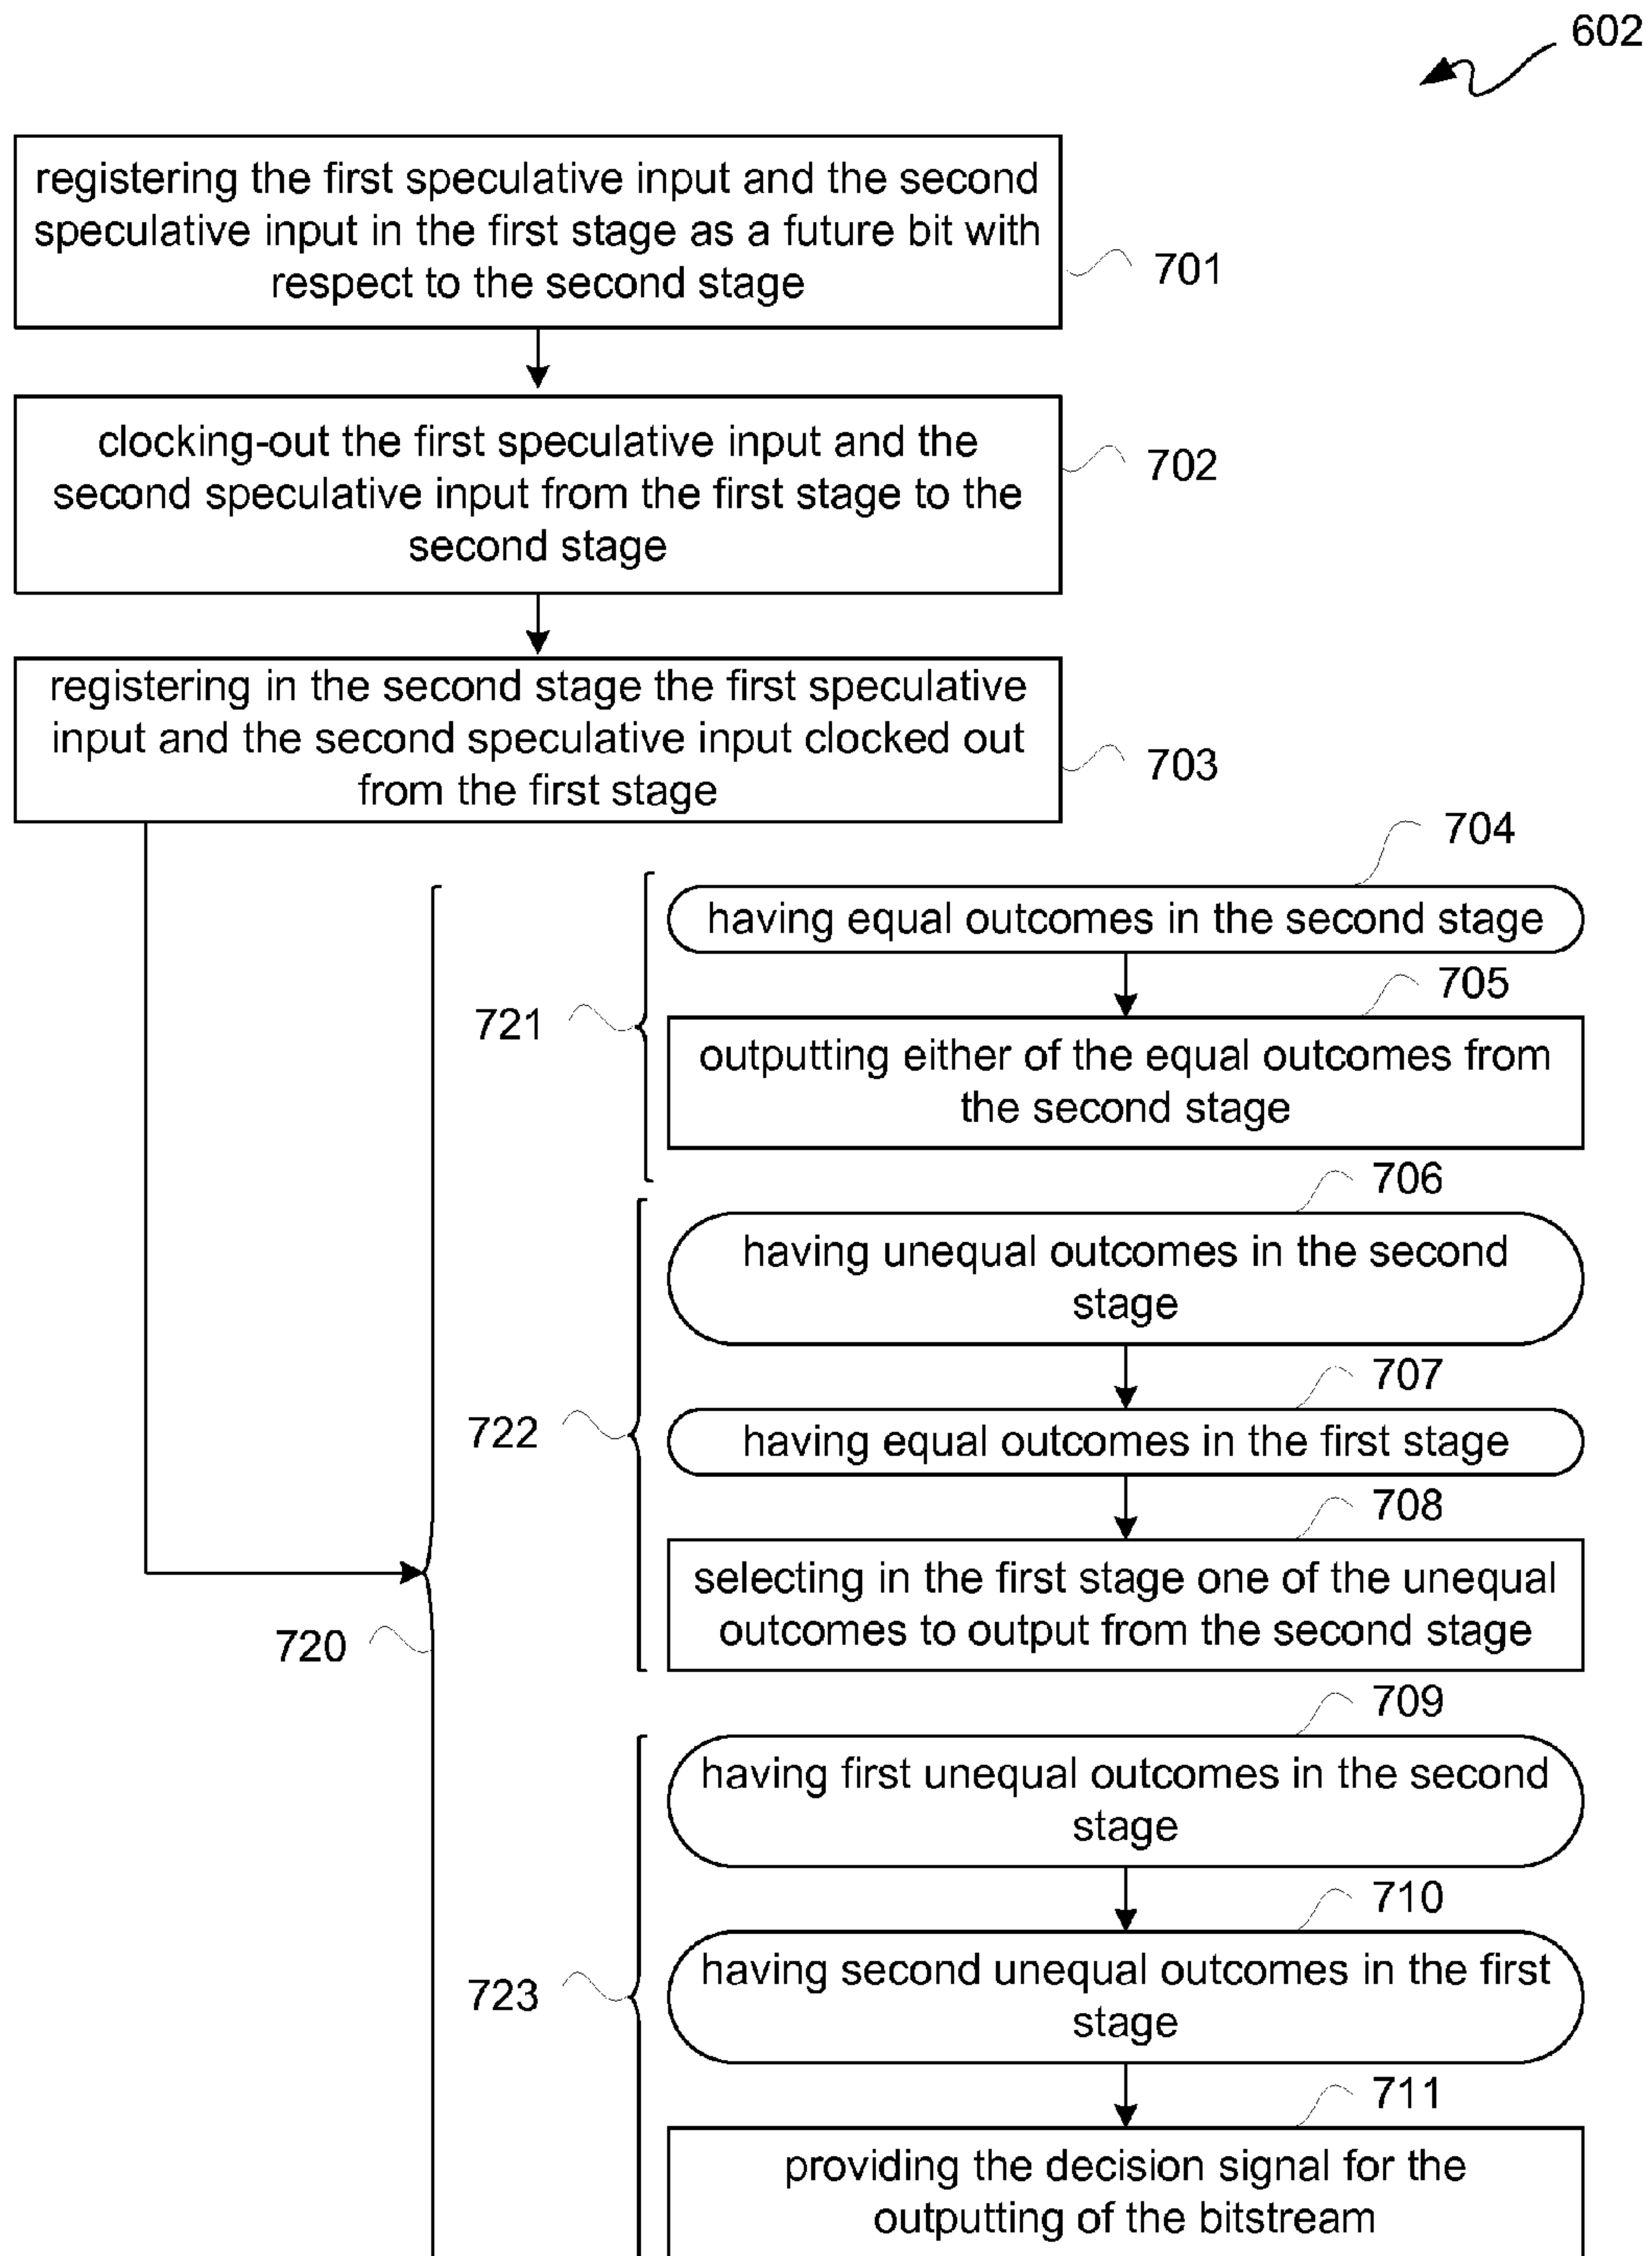 602
registering the first speculative input and the second
speculative input in the first stage as a future bit with
respect to the second stage
701
clocking-out the first speculative input and the
second speculative input from the first stage to the
second stage
702
registering in the second stage the first speculative
input and the second speculative input clocked out
from the first stage
703
704
having equal outcomes in the second stage
705
721
outputting either of the equal outcomes from
the second stage
706
having unequal outcomes in the second
stage
707
722
having equal outcomes in the first stage
708
selecting in the first stage one of the unequal
outcomes to output from the second stage
720
709
having first unequal outcomes in the second
stage
710
723
having second unequal outcomes in the first
stage
711
providing the decision signal for the
outputting of the bitstream